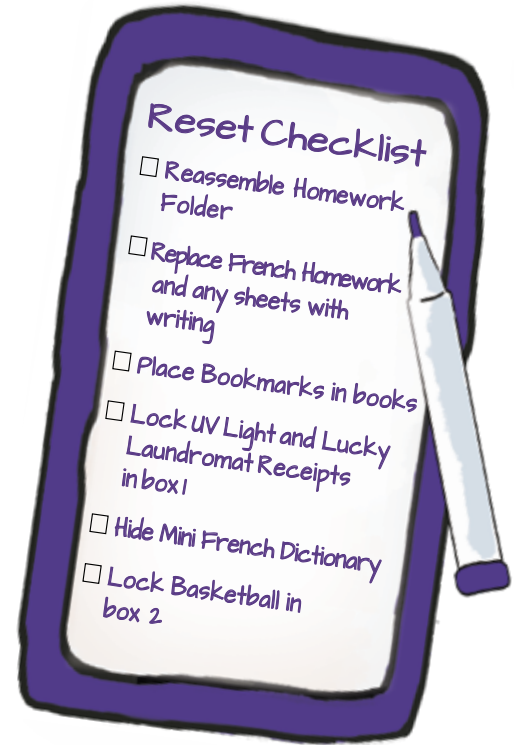 Reset Checklist
Reassemble Homework
Folder
Replace French Homework
and any sheets with
writing
Place Bookmarks in books
Lock UV Light and Lucky
Laundromat Receipts
in box 1
Hide Mini French Dictionary
Lock Basketball in
box 2